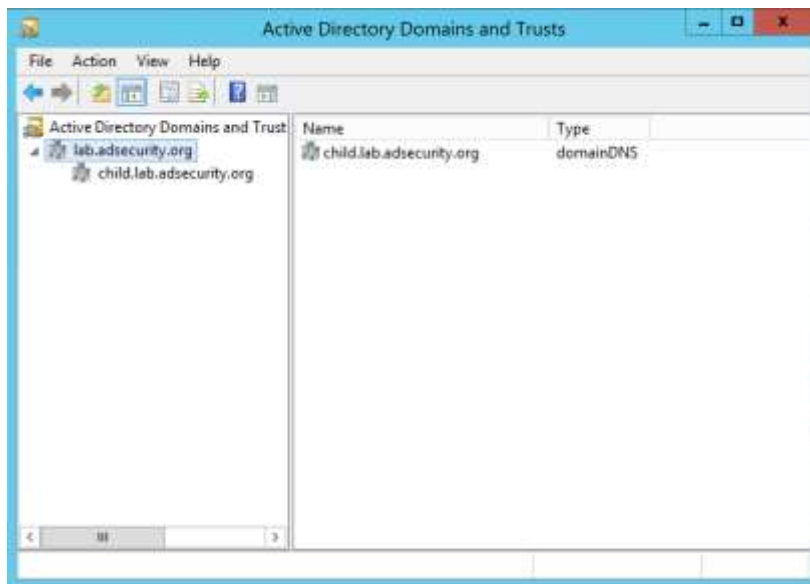 Active Directory Domains and Trusts
File Action View Help
Active Directory Domains and Trust
lab.adsecurity.org
child.lab.adsecurity.org
Name Type
child.lab.adsecurity.org domainDNS